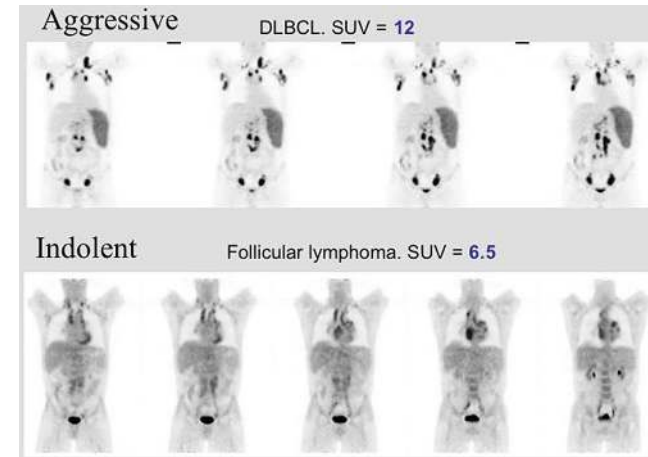 Aggressive
DLBCL. SUV = 12
Indolent
Follicular lymphoma. SUV = 6.5